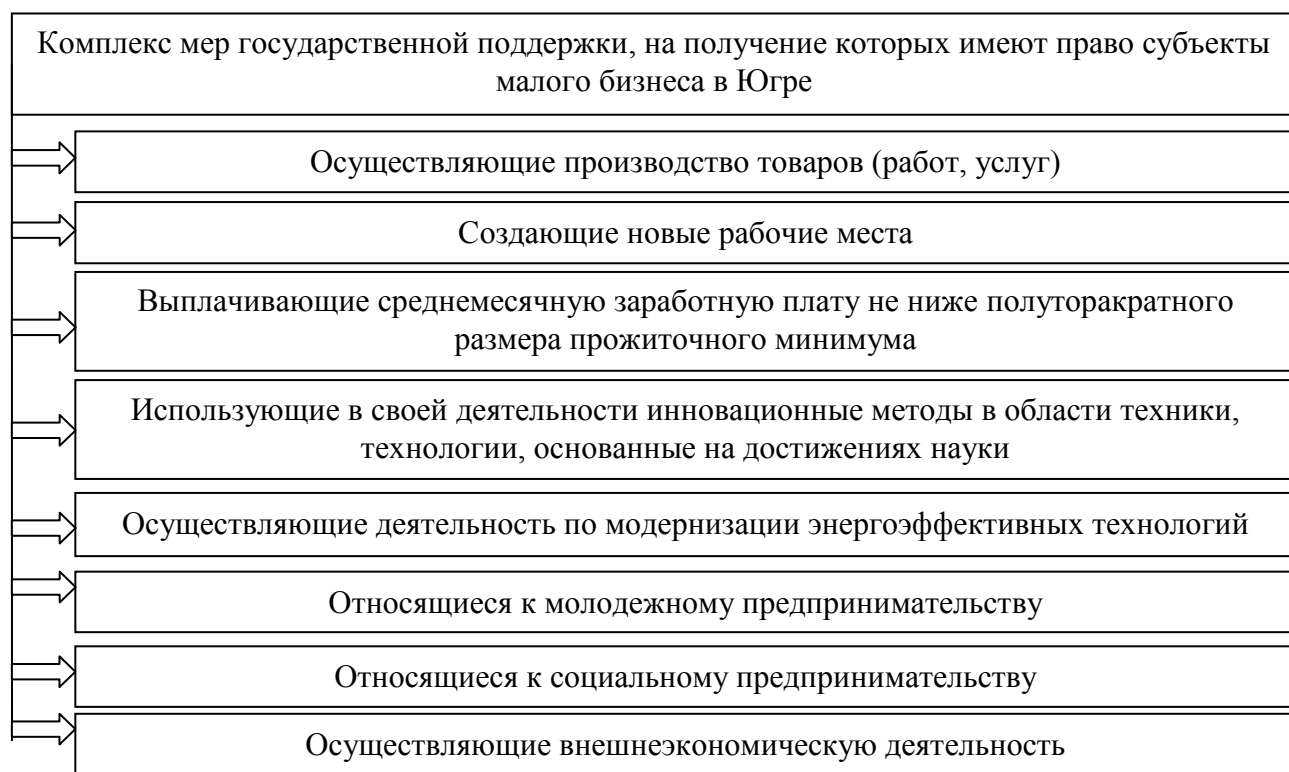 Комплекс мер государственной поддержки, на получение которых имеют право субъекты
малого бизнеса в Югре
Осуществляющие производство товаров (работ, услуг)
Создающие новые рабочие места
Выплачивающие среднемесячную заработную плату не ниже полуторакратного
размера прожиточного минимума
Использующие в своей деятельности инновационные методы в области техники,
технологии, основанные на достижениях науки
Осуществляющие деятельность по модернизации энергоэффективных технологий
Относящиеся к молодежному предпринимательству
Относящиеся к социальному предпринимательству
Осуществляющие внешнеэкономическую деятельность